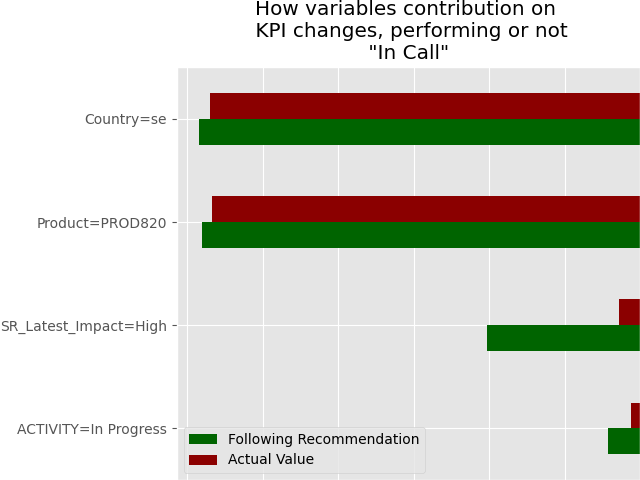 How variables contribution on
KPI changes, performing or not
"In Call"
Country=se
Product=PROD820
SR_Latest_Impact=High
ACTIVITY=In Progress
Following Recommendation
Actual Value